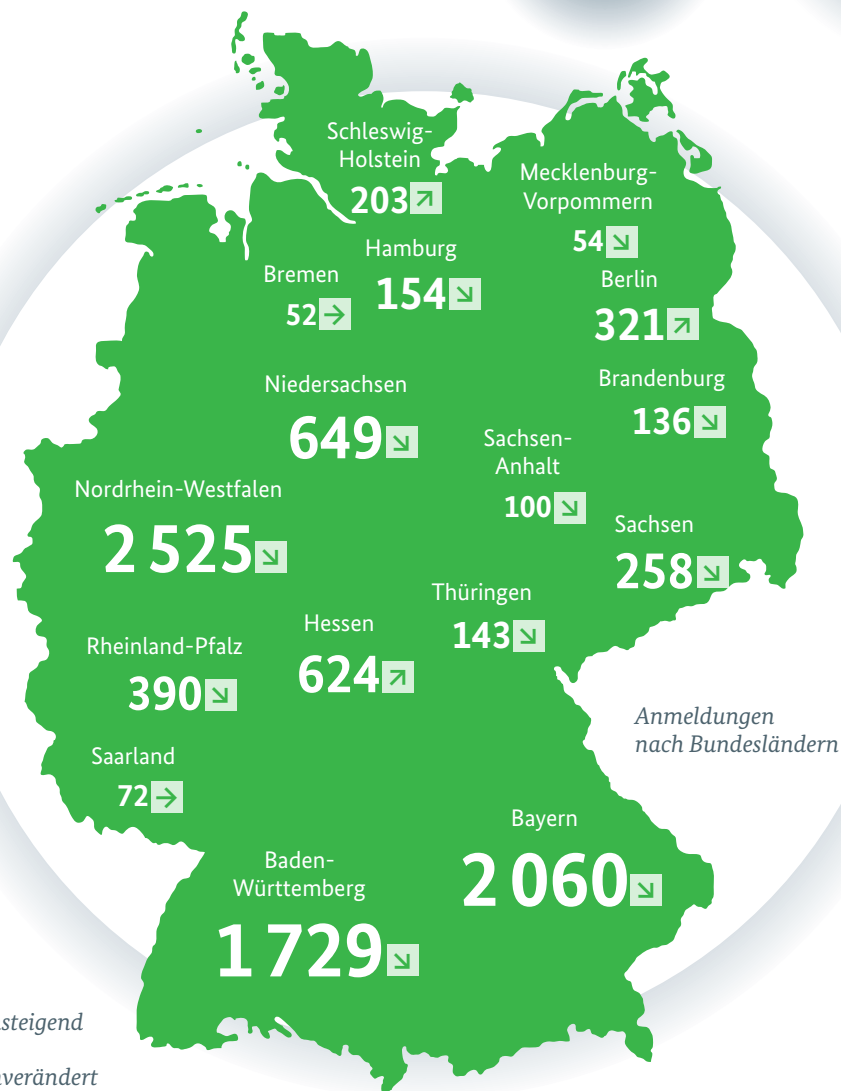 Schleswig-
Holstein
203
Mecklenburg-
Vorpommern
54
Hamburg
154
Bremen
52
Berlin
321
Niedersachsen
649
Brandenburg
136
Sachsen-
Anhalt
100
Nordrhein-Westfalen
2 525
Sachsen
258
Thüringen
143
Hessen
624
Rheinland-Pfalz
390
Anmeldungen
nach Bundesländern
Saarland
72
Bayern
2 060
Baden-
Württemberg
1 729